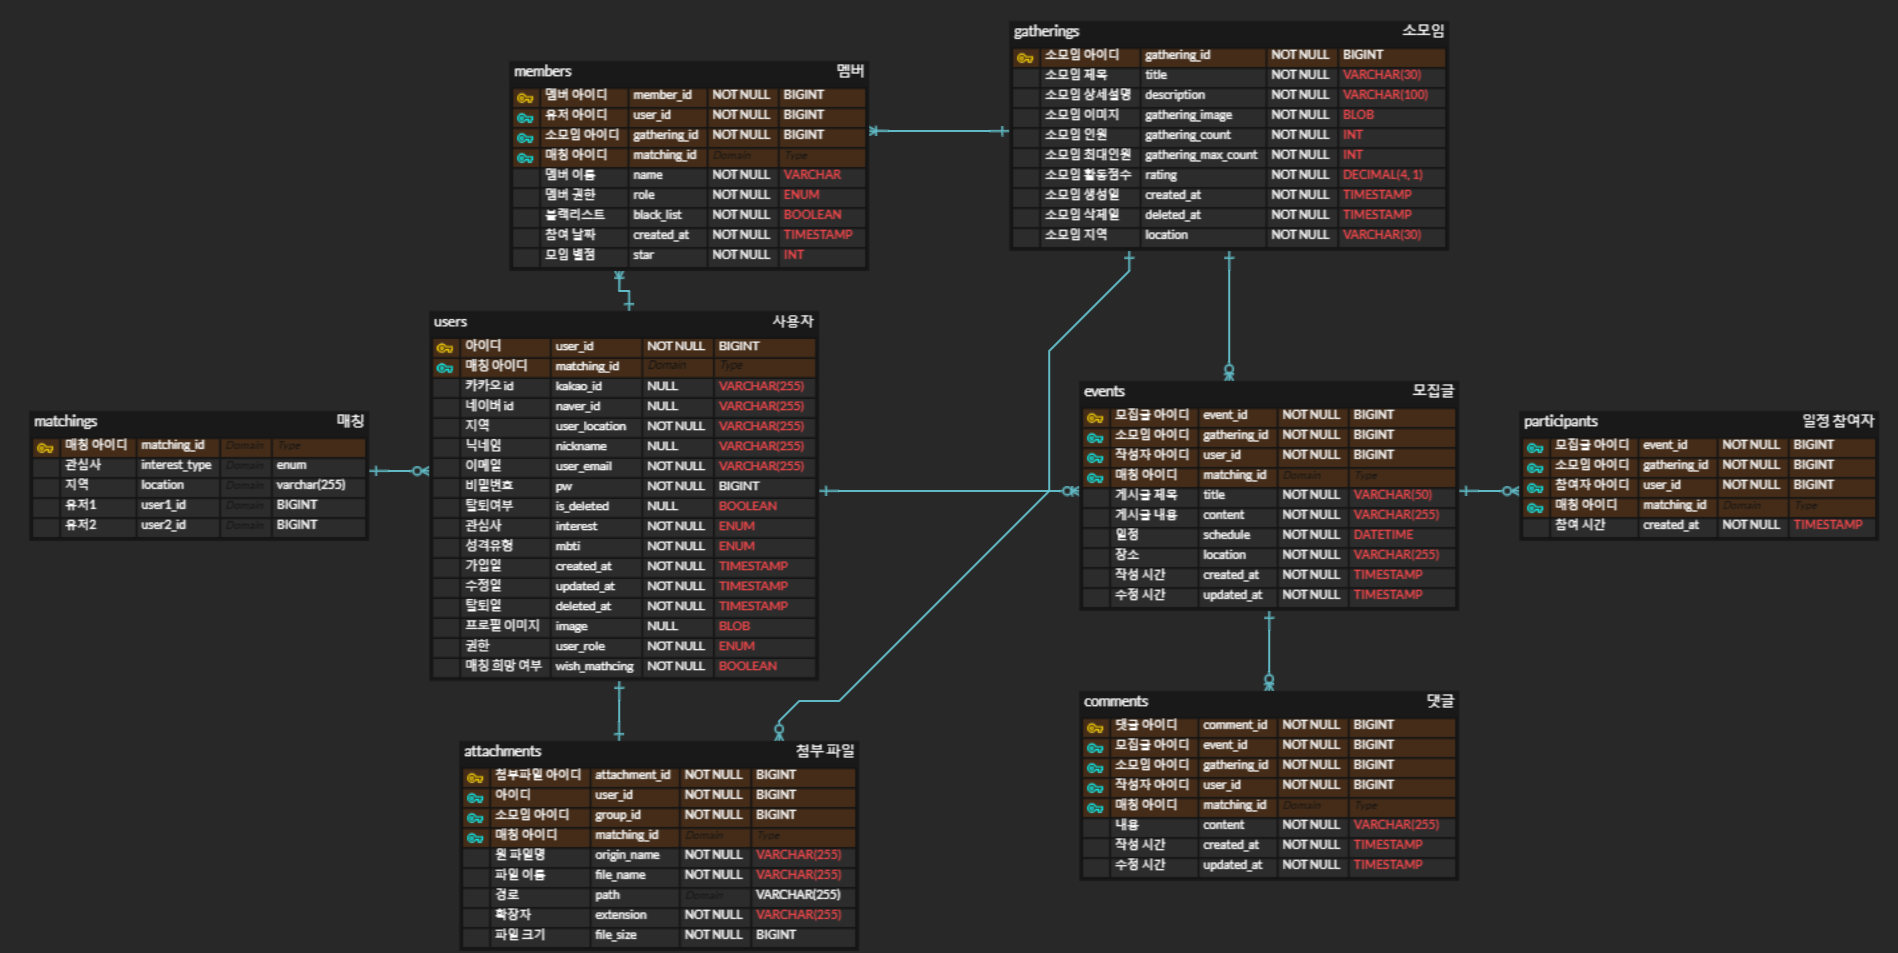 gatherings 소모임
소모임 아이디 gathering_id NOT NULL BIGINT
소모임 제목 title NOT NULL VARCHAR(30)
소모임 상세설명 description NOT NULL VARCHAR(100)
소모임 이미지 gathering_image NOT NULL BLOB
소모임 인원 gathering_count NOT NULL INT
소모임 최대인원 gathering_max_count NOT NULL INT
소모임 활동점수 rating NOT NULL DECIMAL(4, 1)
소모임 생성일 created_at NOT NULL TIMESTAMP
소모임 삭제일 deleted_at NOT NULL TIMESTAMP
소모임 지역 location NOT NULL VARCHAR(30)
members 멤버
멤버 아이디 member_id NOT NULL BIGINT
유저 아이디 user_id NOT NULL BIGINT
소모임 아이디 gathering_id NOT NULL BIGINT
매칭 아이디 matching_id Domain Type
멤버 이름 name NOT NULL VARCHAR
멤버 권한 role NOT NULL ENUM
블랙리스트 black_list NOT NULL BOOLEAN
참여 날짜 created_at NOT NULL TIMESTAMP
모임 별점 star NOT NULL INT
users 사용자
아이디 user_id NOT NULL BIGINT
매칭 아이디 matching_id Domain Type
카카오 id kakao_id NULL VARCHAR(255)
네이버 id naver_id NULL VARCHAR(255)
지역 user_location NOT NULL VARCHAR(255)
닉네임 nickname NULL VARCHAR(255)
이메일 user_email NOT NULL VARCHAR(255)
비밀번호 pw NOT NULL BIGINT
탈퇴여부 is_deleted NULL BOOLEAN
관심사 interest NOT NULL ENUM
성격유형 mbti NOT NULL ENUM
가입일 created_at NOT NULL TIMESTAMP
수정일 updated_at NOT NULL TIMESTAMP
탈퇴일 deleted_at NOT NULL TIMESTAMP
프로필 이미지 image NULL BLOB
권한 user_role NOT NULL ENUM
매칭 희망 여부 wish_mathcing NOT NULL BOOLEAN
matchings 매칭
매칭 아이디 matching_id Domain Type
관심사 interest_type Domain enum
지역 location Domain varchar(255)
유저1 user1_id Domain BIGINT
유저2 user2_id Domain BIGINT
events 모집글
모집글 아이디 event_id NOT NULL BIGINT
소모임 아이디 gathering_id NOT NULL BIGINT
작성자 아이디 user_id NOT NULL BIGINT
매칭 아이디 matching_id Domain Type
게시글 제목 title NOT NULL VARCHAR(50)
게시글 내용 content NOT NULL VARCHAR(255)
일정 schedule NOT NULL DATETIME
장소 location NOT NULL VARCHAR(255)
작성 시간 created_at NOT NULL TIMESTAMP
수정 시간 updated_at NOT NULL TIMESTAMP
participants 일정 참여자
모집글 아이디 event_id NOT NULL BIGINT
소모임 아이디 gathering_id NOT NULL BIGINT
참여자 아이디 user_id NOT NULL BIGINT
매칭 아이디 matching_id Domain Type
참여 시간 created_at NOT NULL TIMESTAMP
comments 댓글
댓글 아이디 comment_id NOT NULL BIGINT
모집글 아이디 event_id NOT NULL BIGINT
소모임 아이디 gathering_id NOT NULL BIGINT
작성자 아이디 user_id NOT NULL BIGINT
매칭 아이디 matching_id Domain Type
내용 content NOT NULL VARCHAR(255)
작성 시간 created_at NOT NULL TIMESTAMP
수정 시간 updated_at NOT NULL TIMESTAMP
attachments 첨부 파일
첨부파일 아이디 attachment_id NOT NULL BIGINT
아이디 user_id NOT NULL BIGINT
소모임 아이디 group_id NOT NULL BIGINT
매칭 아이디 matching_id Domain Type
원 파일명 origin_name NOT NULL VARCHAR(255)
파일 이름 file_name NOT NULL VARCHAR(255)
경로 path Domain VARCHAR(255)
확장자 extension NOT NULL VARCHAR(255)
파일 크기 file_size NOT NULL BIGINT